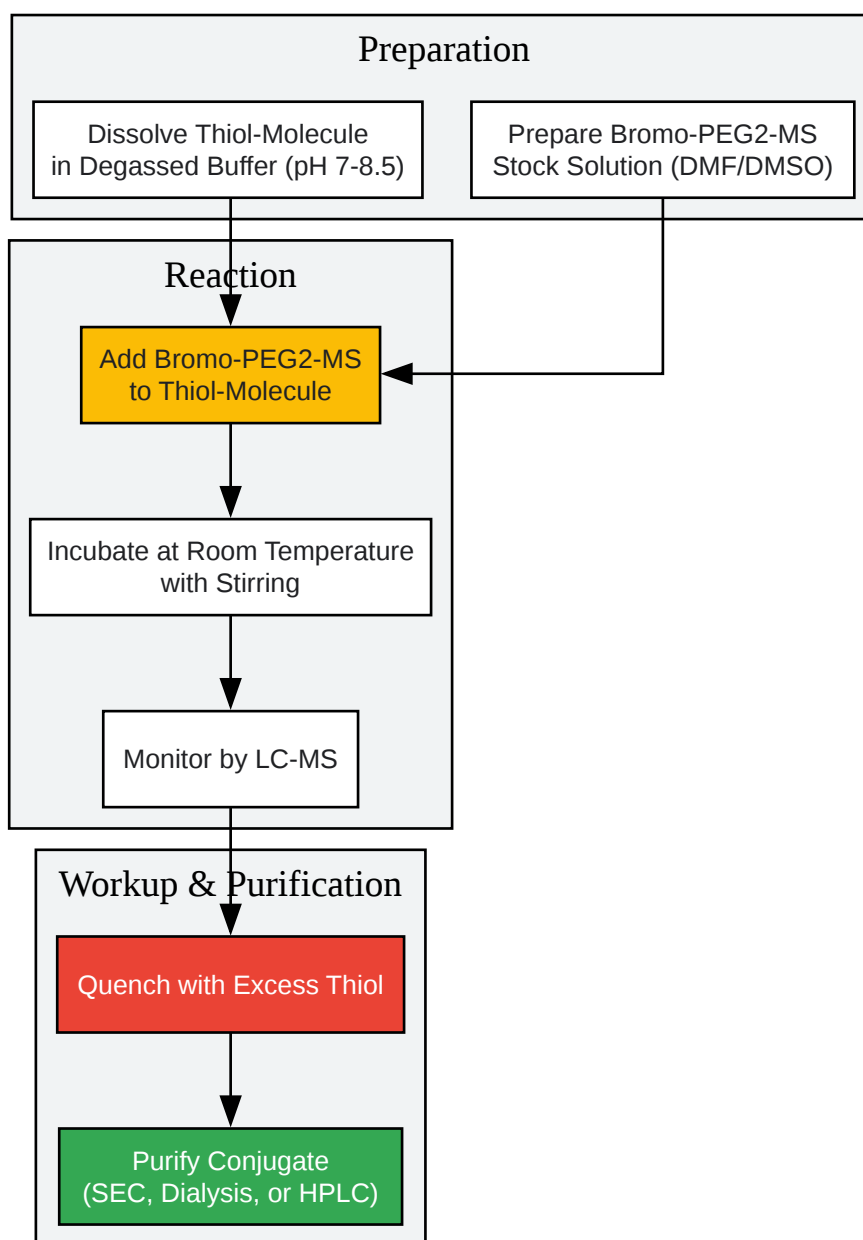 Preparation
Dissolve Thiol-Molecule
in Degassed Buffer (pH 7-8.5)
Prepare Bromo-PEG2-MS
Stock Solution (DMF/DMSO)
Reaction
Add Bromo-PEG2-MS
to Thiol-Molecule
Incubate at Room Temperature
with Stirring
Monitor by LC-MS
Workup & Purification
Quench with Excess Thiol
Purify Conjugate
(SEC, Dialysis, or HPLC)